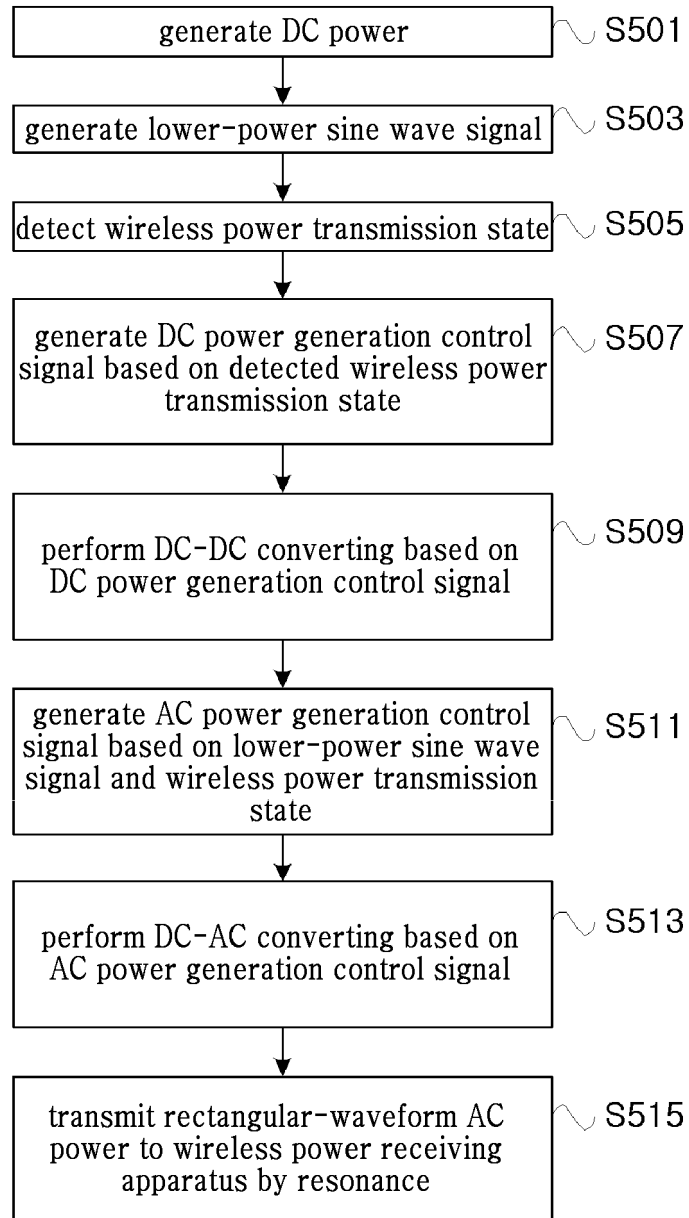 generate DC power
S501
generate lower-power sine wave signal
S503
detect wireless power transmission state
S505
generate DC power generation control
signal based on detected wireless power
transmission state
S507
perform DC-DC converting based on
DC power generation control signal
S509
generate AC power generation control
signal based on lower-power sine wave
signal and wireless power transmission
state
S511
perform DC-AC converting based on
AC power generation control signal
S513
transmit rectangular-waveform AC
power to wireless power receiving
apparatus by resonance
S515